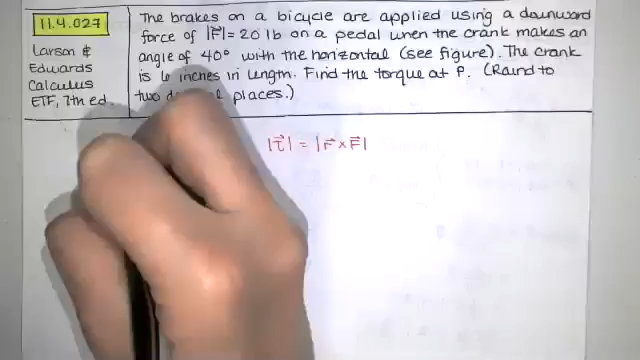 11.4.027
Larson &
Edwards
Calculus
ETF, 7th ed.
The brakes on a bicycle are applied using a downward
force of |F⃗| = 20 lb on a pedal when the crank makes an
angle of 40° with the horizontal (see figure). The crank
is 6 inches in length. Find the torque at P. (Round to
two places.)
|τ⃗| = |r⃗ × F⃗|